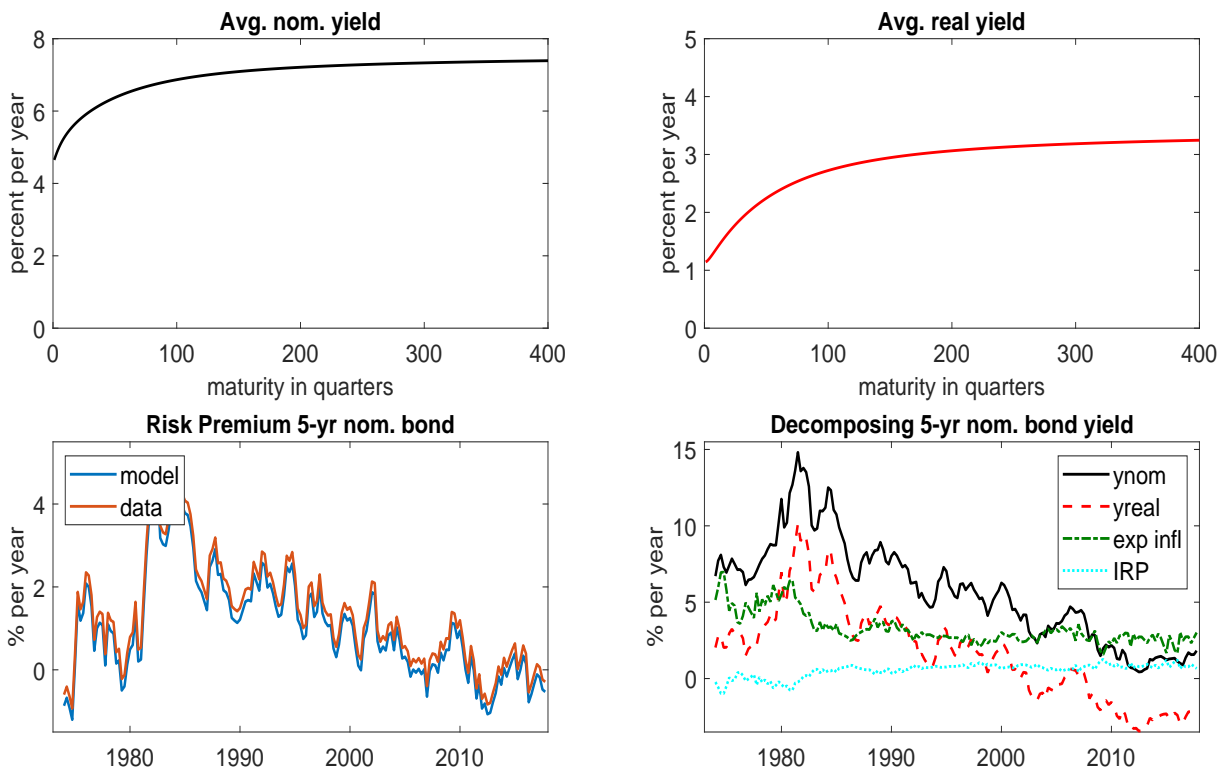 Avg. nom. yield
percent per year
8
6
4
2
0
0 100 200 300 400
maturity in quarters
Avg. real yield
percent per year
5
4
3
2
1
0
0 100 200 300 400
maturity in quarters
Risk Premium 5-yr nom. bond
% per year
4
2
0
model
data
1980 1990 2000 2010
Decomposing 5-yr nom. bond yield
% per year
15
10
5
0
ynom
yreal
exp infl
IRP
1980 1990 2000 2010